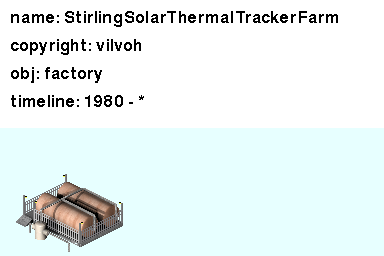 name: StirlingSolarThermalTrackerFarm
copyright: vilvoh
obj: factory
timeline: 1980 - *